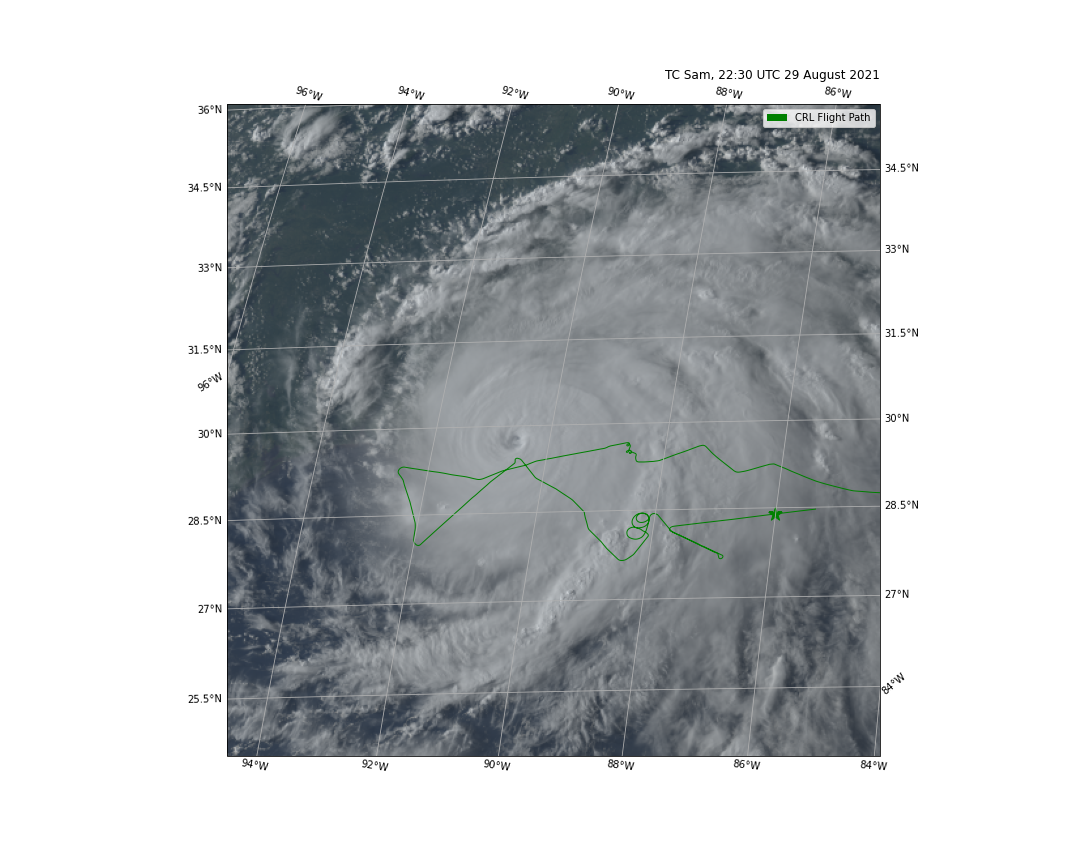 TC Sam, 22:30 UTC 29 August 2021
96°W 94°W 92°W 90°W 88°W 86°W
CRL Flight Path
36°N
34.5°N 34.5°N
33°N 33°N
31.5°N 31.5°N
96°W
30°N 30°N
28.5°N 28.5°N
27°N 27°N
25.5°N 84°W
94°W 92°W 90°W 88°W 86°W 84°W